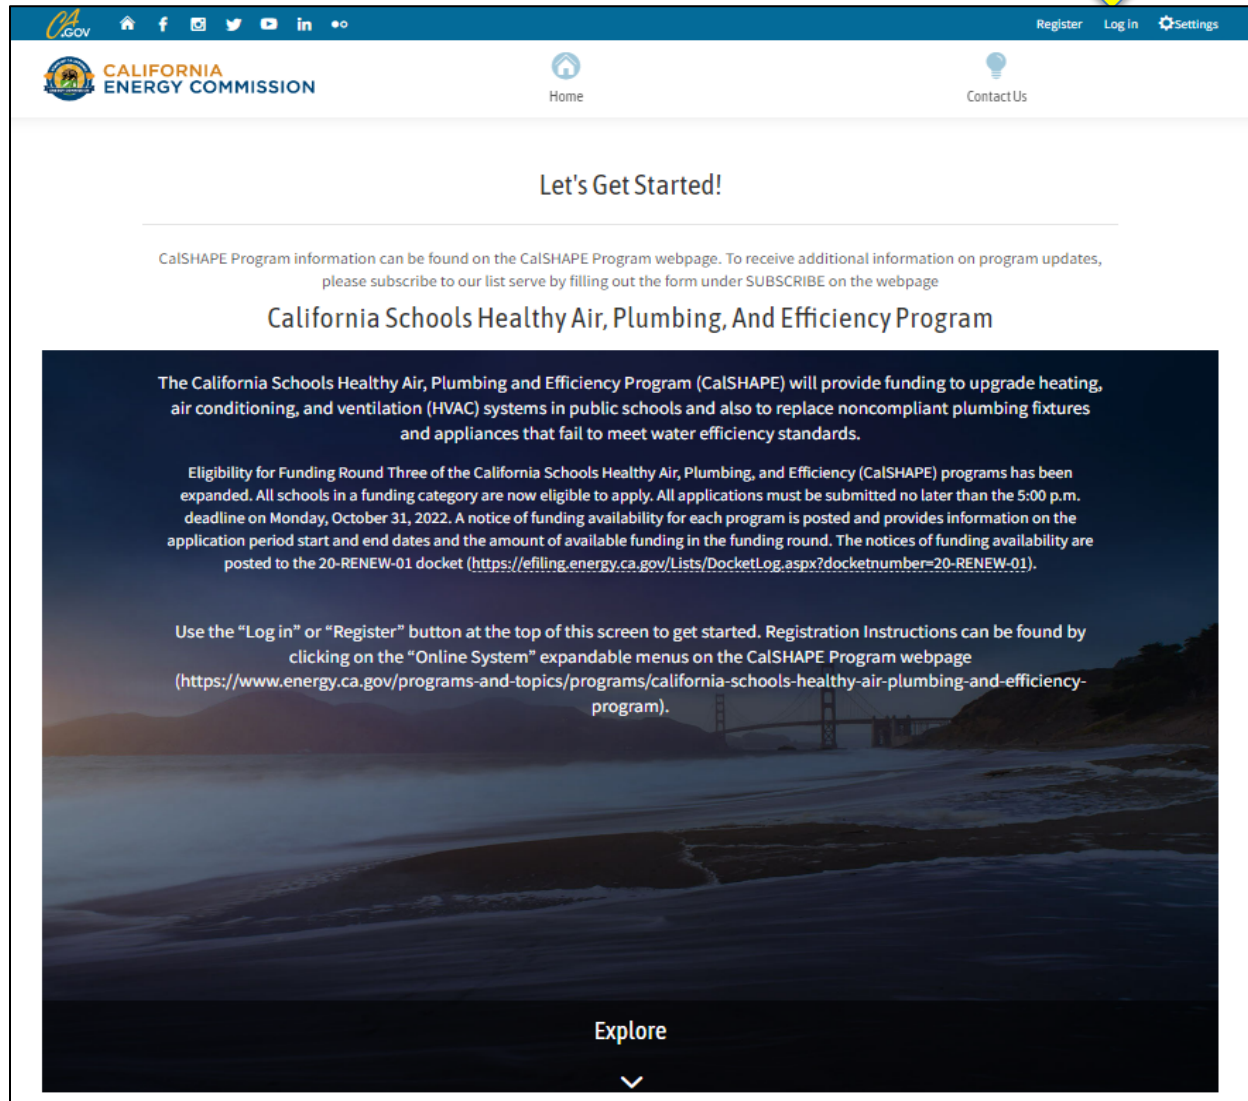 CA.GOV
Register Log in Settings
CALIFORNIA
ENERGY COMMISSION
Home
Contact Us
Let's Get Started!
CalSHAPE Program information can be found on the CalSHAPE Program webpage. To receive additional information on program updates,
please subscribe to our list serve by filling out the form under SUBSCRIBE on the webpage
California Schools Healthy Air, Plumbing, And Efficiency Program
The California Schools Healthy Air, Plumbing and Efficiency Program (CalSHAPE) will provide funding to upgrade heating,
air conditioning, and ventilation (HVAC) systems in public schools and also to replace noncompliant plumbing fixtures
and appliances that fail to meet water efficiency standards.
Eligibility for Funding Round Three of the California Schools Healthy Air, Plumbing, and Efficiency (CalSHAPE) programs has been
expanded. All schools in a funding category are now eligible to apply. All applications must be submitted no later than the 5:00 p.m.
deadline on Monday, October 31, 2022. A notice of funding availability for each program is posted and provides information on the
application period start and end dates and the amount of available funding in the funding round. The notices of funding availability are
posted to the 20-RENEW-01 docket (https://efiling.energy.ca.gov/Lists/DocketLog.aspx?docketnumber=20-RENEW-01).
Use the “Log in” or “Register” button at the top of this screen to get started. Registration Instructions can be found by
clicking on the “Online System” expandable menus on the CalSHAPE Program webpage
(https://www.energy.ca.gov/programs-and-topics/programs/california-schools-healthy-air-plumbing-and-efficiency-
program).
Explore